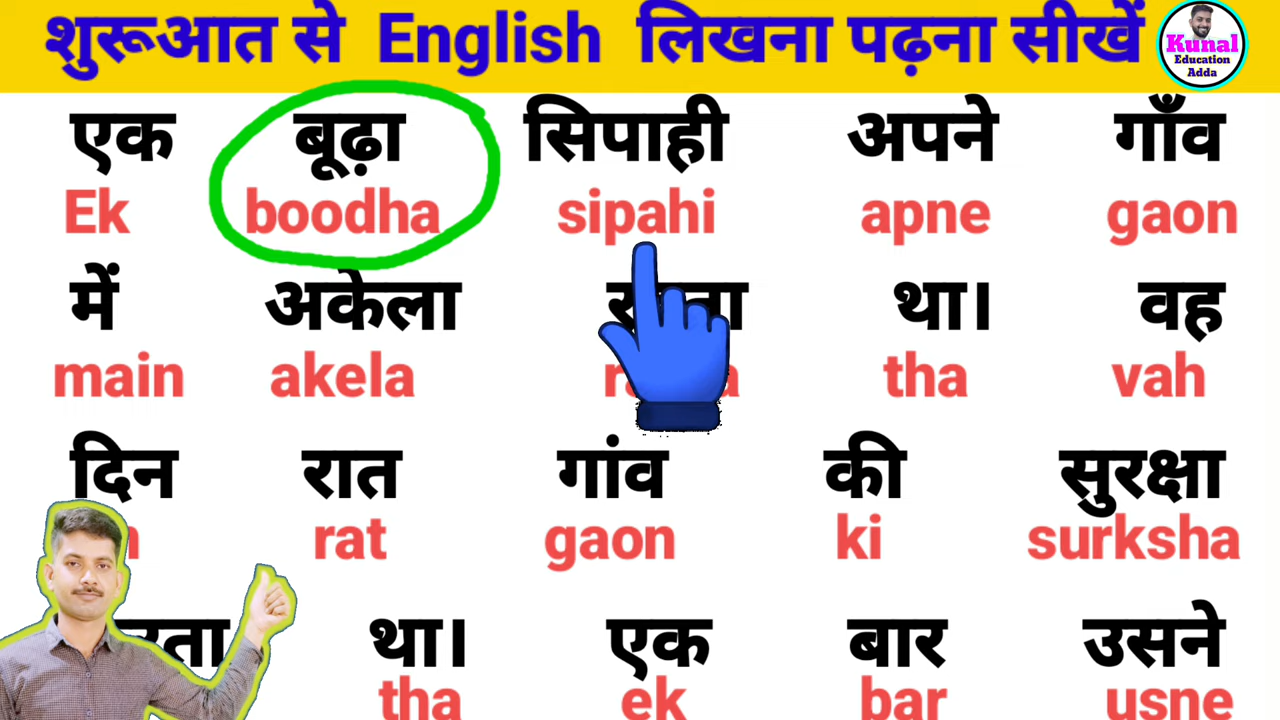 शुरूआत से English लिखना पढ़ना सीखें
Kunal
Education
Adda
एक बूढ़ा सिपाही अपने गाँव
Ek boodha sipahi apne gaon
में अकेला था। वह
main akela tha vah
दिन रात गांव की सुरक्षा
rat gaon ki surksha
था। एक बार उसने
tha ek bar usne